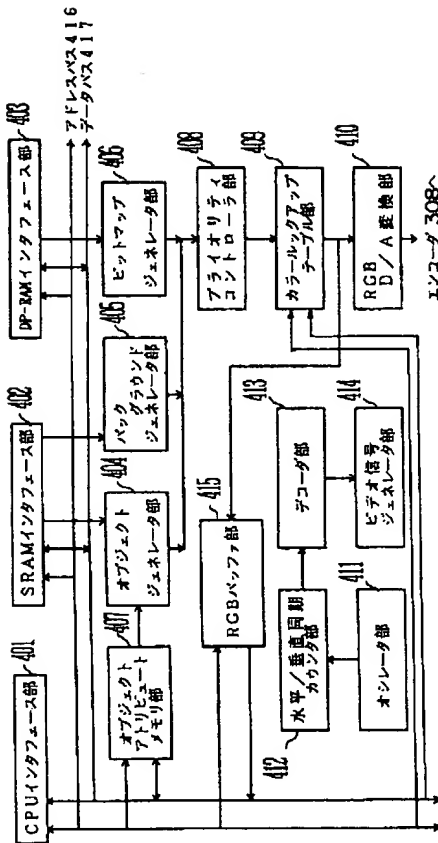 CPUインタフェース部
401
SRAMインタフェース部
402
DP-RAMインタフェース部
403
アドレスバス416
データバス417
407
オブジェクト
アトリビュート
メモリ部
404
オブジェクト
ジェネレータ部
405
バック
グラウンド
ジェネレータ部
406
ビットマップ
ジェネレータ部
408
プライオリティ
コントローラ部
415
RGBバッファ部
409
カラールックアップ
テーブル部
412
水平/垂直同期
カウンタ部
413
デコーダ部
410
RGB
D/A変換部
411
オシレータ部
414
ビデオ信号
ジェネレータ部
エンコーダ308へ